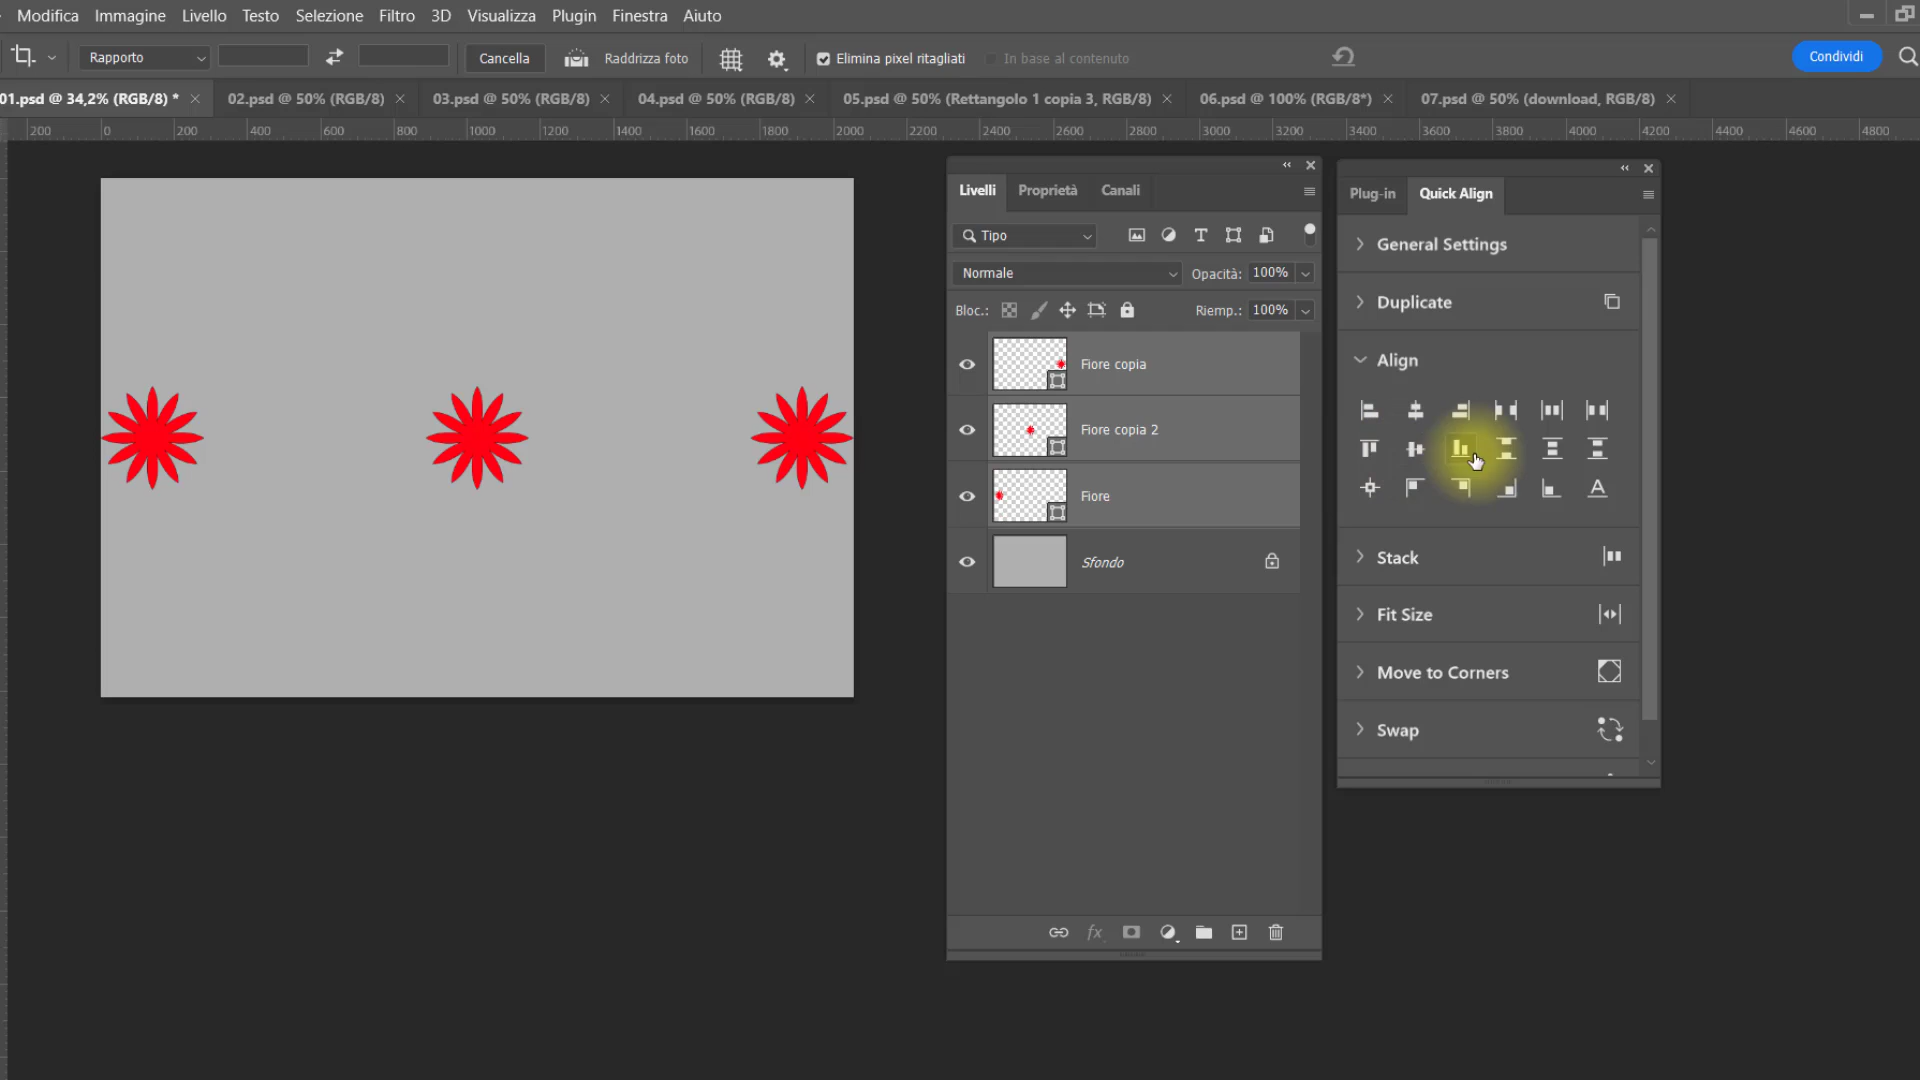 Modifica Immagine Livello Testo Selezione Filtro 3D Visualizza Plugin Finestra Aiuto
Rapporto Cancella Raddrizza foto Elimina pixel ritagliati In base al contenuto Condividi
01.psd @ 34,2% (RGB/8) * 02.psd @ 50% (RGB/8) 03.psd @ 50% (RGB/8) 04.psd @ 50% (RGB/8) 05.psd @ 50% (Rettangolo 1 copia 3, RGB/8) 06.psd @ 100% (RGB/8*) 07.psd @ 50% (download, RGB/8)
200 0 200 400 600 800 1000 1200 1400 1600 1800 2000 2200 2400 2600 2800 3000 3200 3400 3600 3800 4000 4200 4400 4600 4800
Livelli Proprietà Canali
Tipo
Normale Opacità: 100%
Bloc.: Riemp.: 100%
Fiore copia
Fiore copia 2
Fiore
Sfondo
fx
Plug-in Quick Align
General Settings
Duplicate
Align
Stack
Fit Size
Move to Corners
Swap